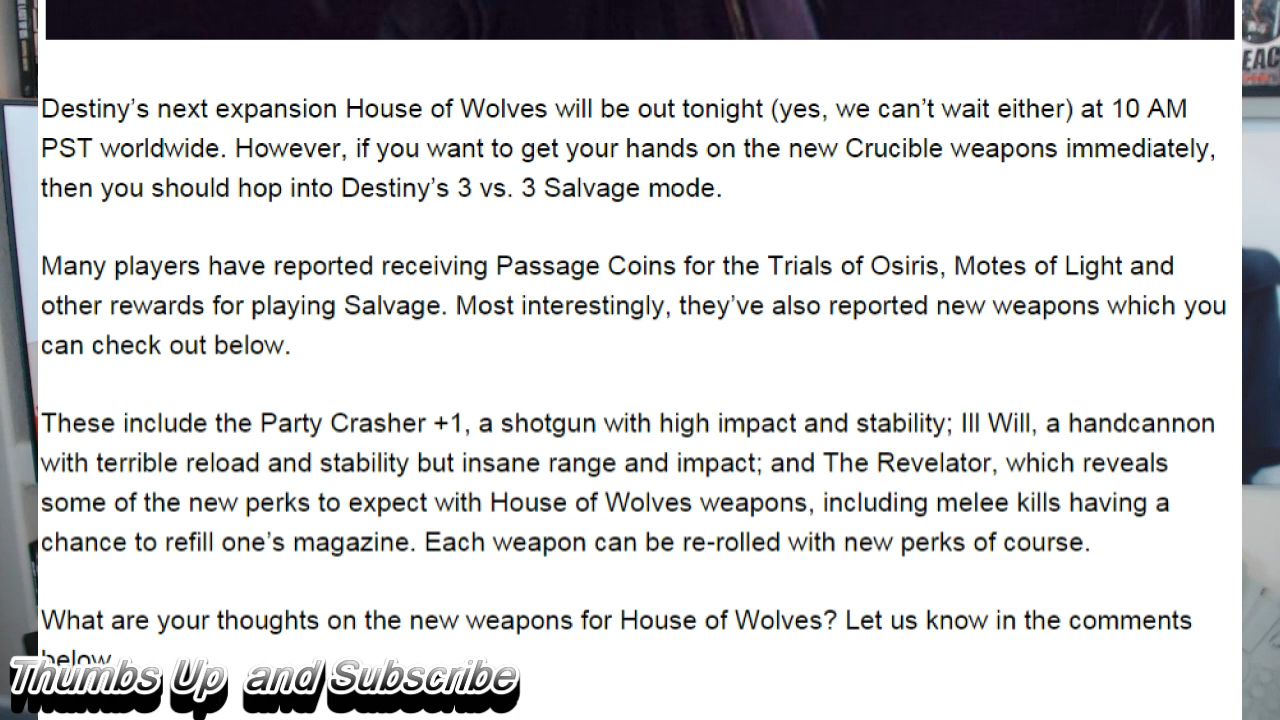 Destiny’s next expansion House of Wolves will be out tonight (yes, we can’t wait either) at 10 AM
PST worldwide. However, if you want to get your hands on the new Crucible weapons immediately,
then you should hop into Destiny’s 3 vs. 3 Salvage mode.
Many players have reported receiving Passage Coins for the Trials of Osiris, Motes of Light and
other rewards for playing Salvage. Most interestingly, they’ve also reported new weapons which you
can check out below.
These include the Party Crasher +1, a shotgun with high impact and stability; Ill Will, a handcannon
with terrible reload and stability but insane range and impact; and The Revelator, which reveals
some of the new perks to expect with House of Wolves weapons, including melee kills having a
chance to refill one’s magazine. Each weapon can be re-rolled with new perks of course.
What are your thoughts on the new weapons for House of Wolves? Let us know in the comments
below
Thumbs Up and Subscribe